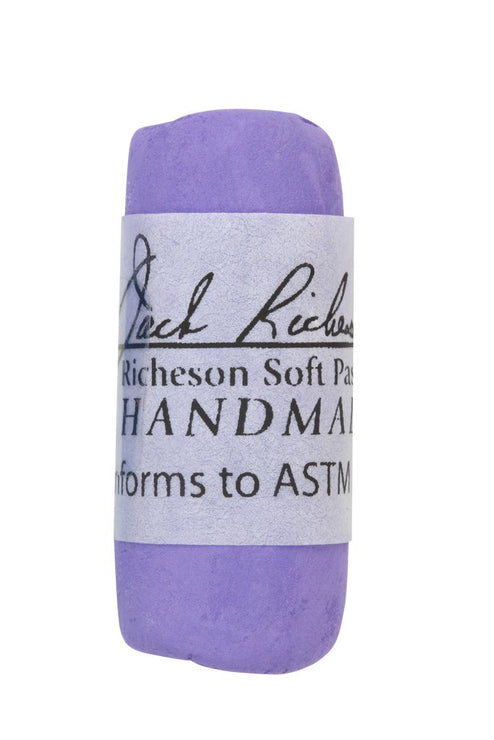 Jack Riches
Richeson Soft Pas
HANDMA
nforms to ASTM